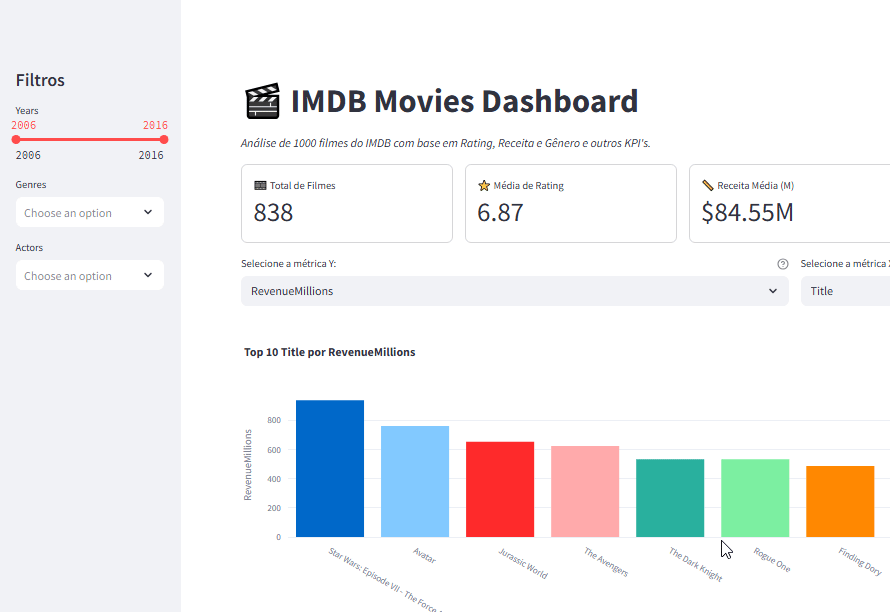 Filtros
Years
2006 2016
2006 2016
Genres
Choose an option
Actors
Choose an option
IMDB Movies Dashboard
Análise de 1000 filmes do IMDB com base em Rating, Receita e Gênero e outros KPI's.
Total de Filmes
838
Média de Rating
6.87
Receita Média (M)
$84.55M
Selecione a métrica Y:
RevenueMillions
Selecione a métrica
Title
Top 10 Title por RevenueMillions
RevenueMillions
800
600
400
200
0
Star Wars: Episode VII - The Force
Avatar
Jurassic World
The Avengers
The Dark Knight
Rogue One
Finding Dory